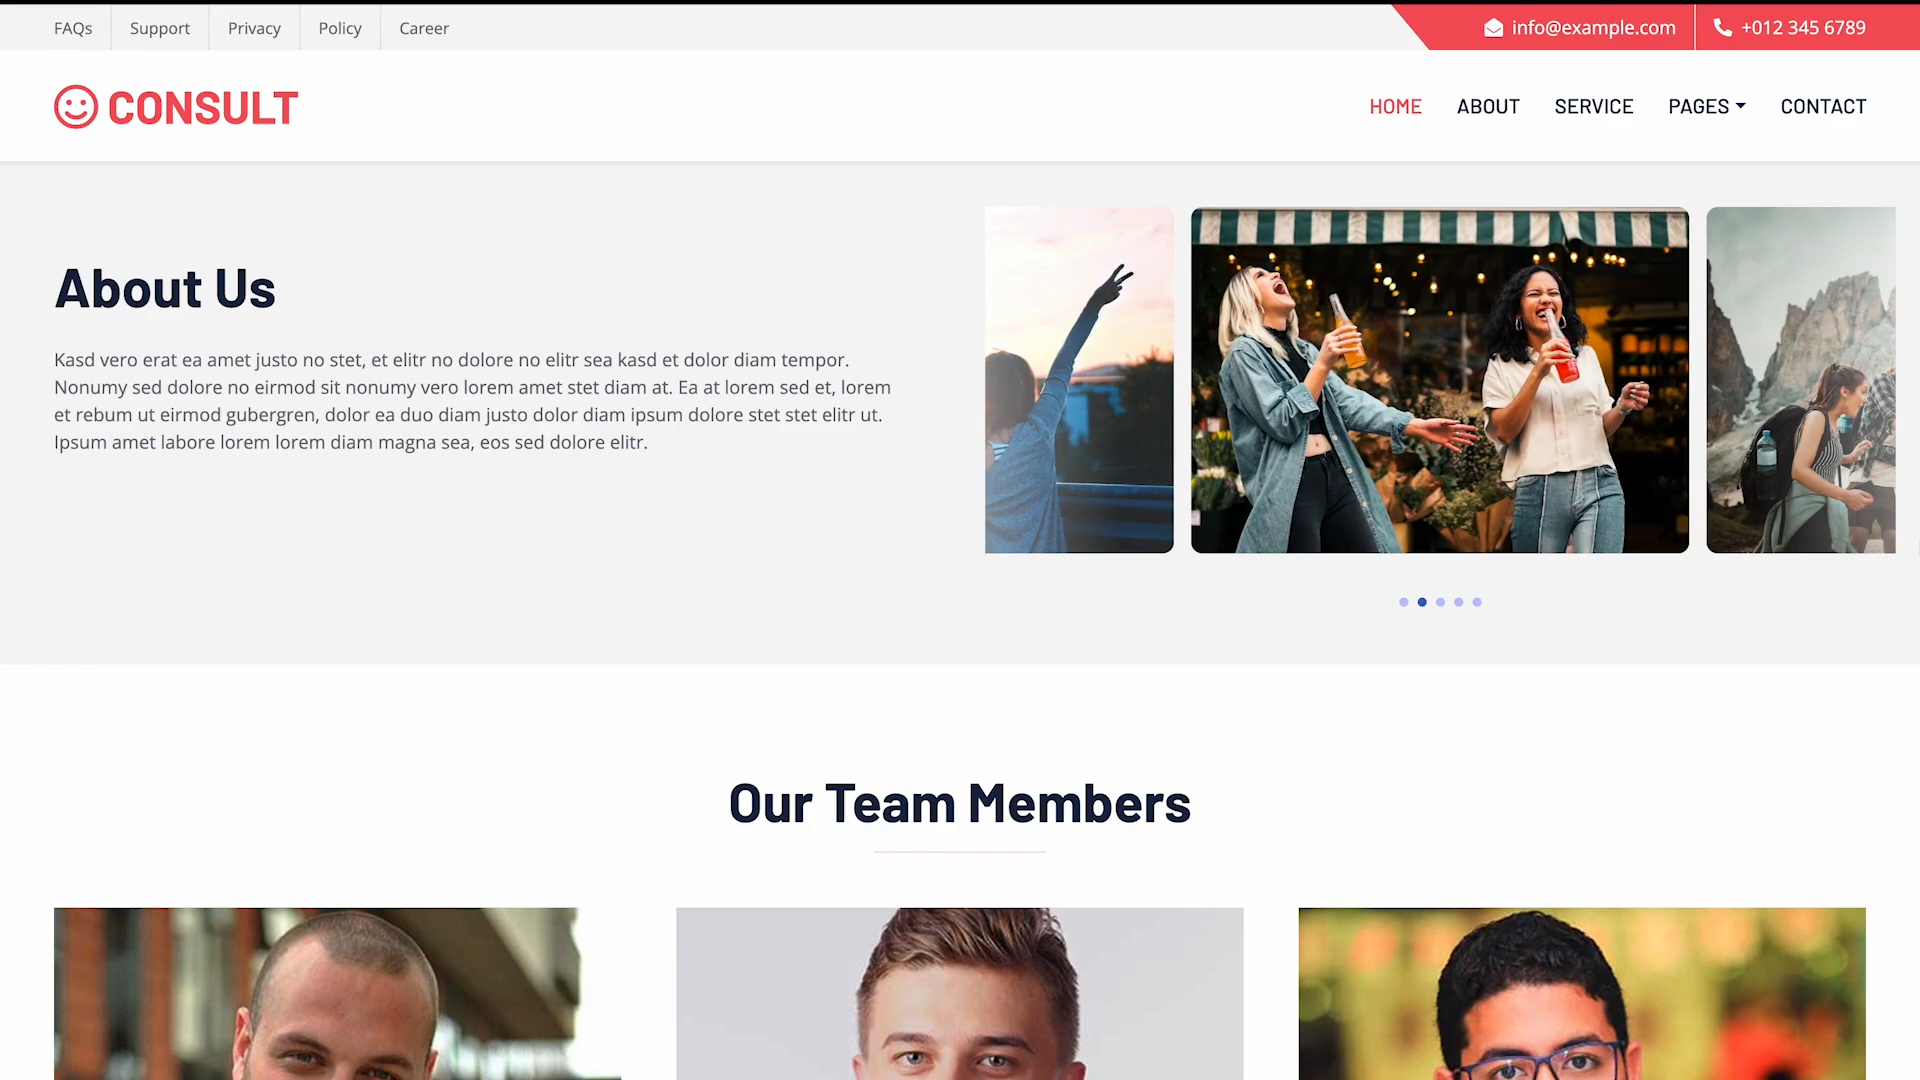 FAQs
Support
Privacy
Policy
Career
info@example.com
+012 345 6789
CONSULT
HOME
ABOUT
SERVICE
PAGES
CONTACT
About Us
Kasd vero erat ea amet justo no stet, et elitr no dolore no elitr sea kasd et dolor diam tempor.
Nonumy sed dolore no eirmod sit nonumy vero lorem amet stet diam at. Ea at lorem sed et, lorem
et rebum ut eirmod gubergren, dolor ea duo diam justo dolor diam ipsum dolore stet stet elitr ut.
Ipsum amet labore lorem lorem diam magna sea, eos sed dolore elitr.
Our Team Members